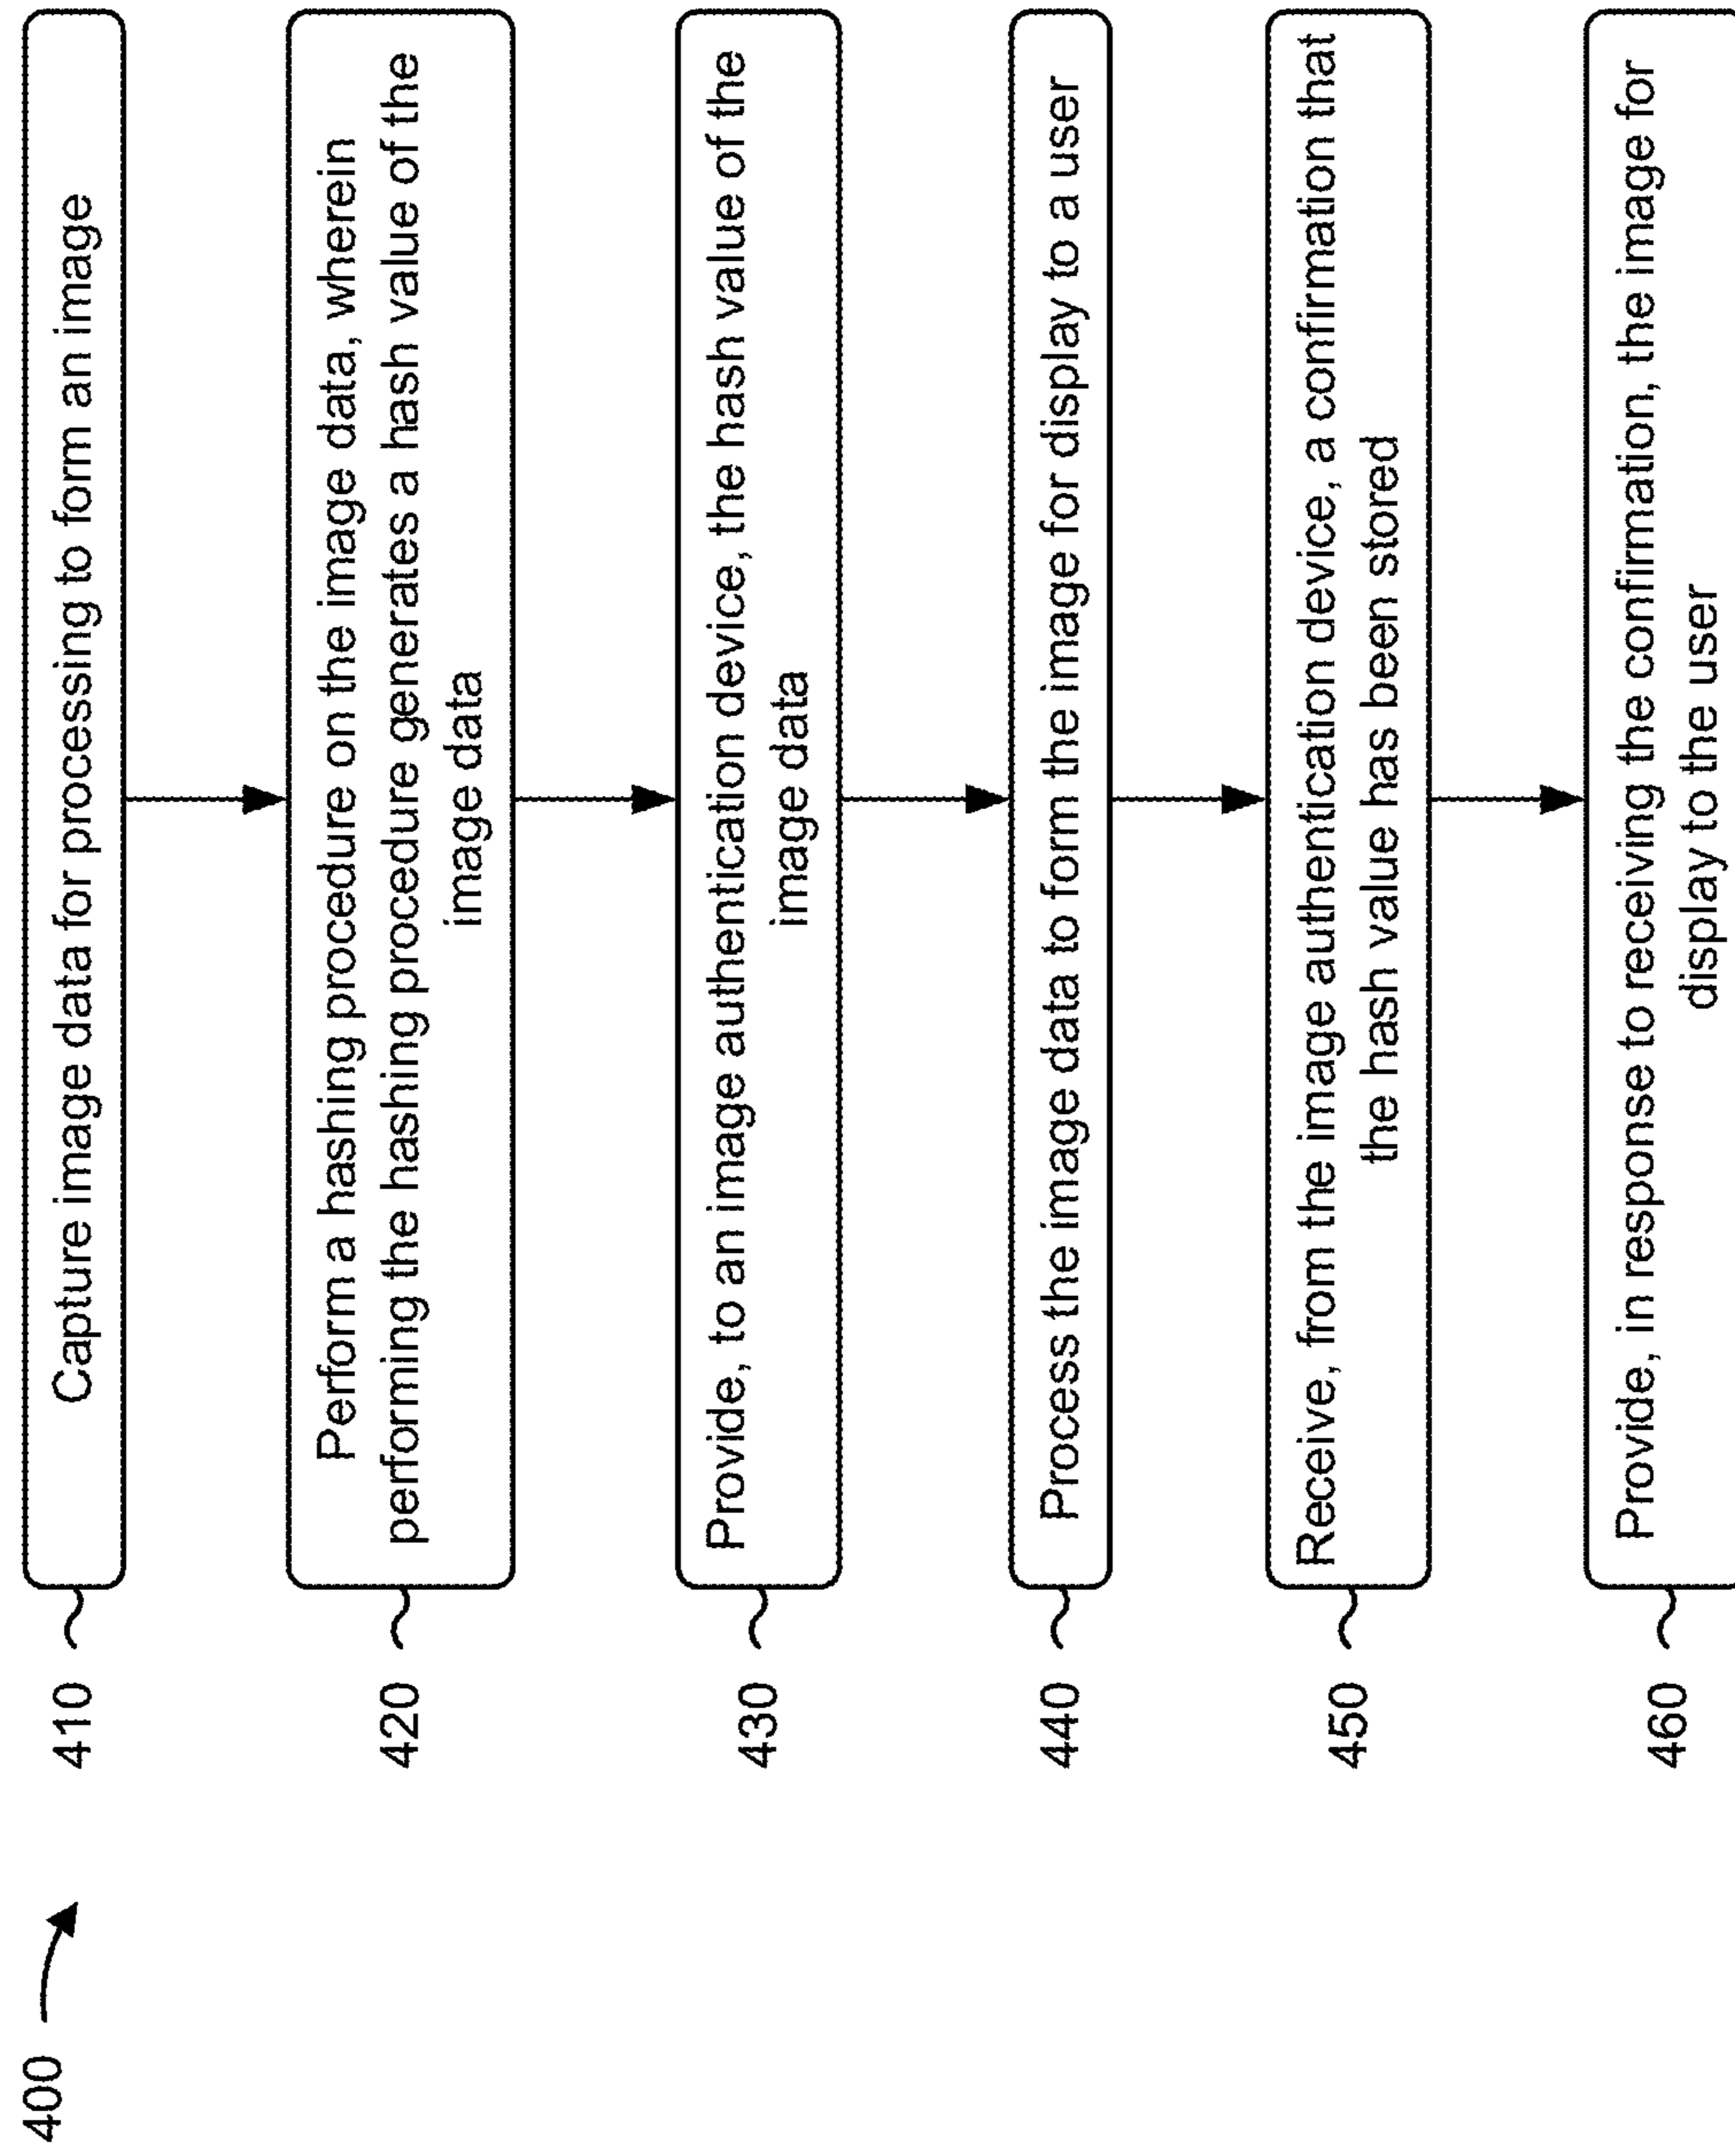 400
410
Capture image data for processing to form an image
420
Perform a hashing procedure on the image data, wherein
performing the hashing procedure generates a hash value of the
image data
430
Provide, to an image authentication device, the hash value of the
image data
440
Process the image data to form the image for display to a user
450
Receive, from the image authentication device, a confirmation that
the hash value has been stored
460
Provide, in response to receiving the confirmation, the image for
display to the user